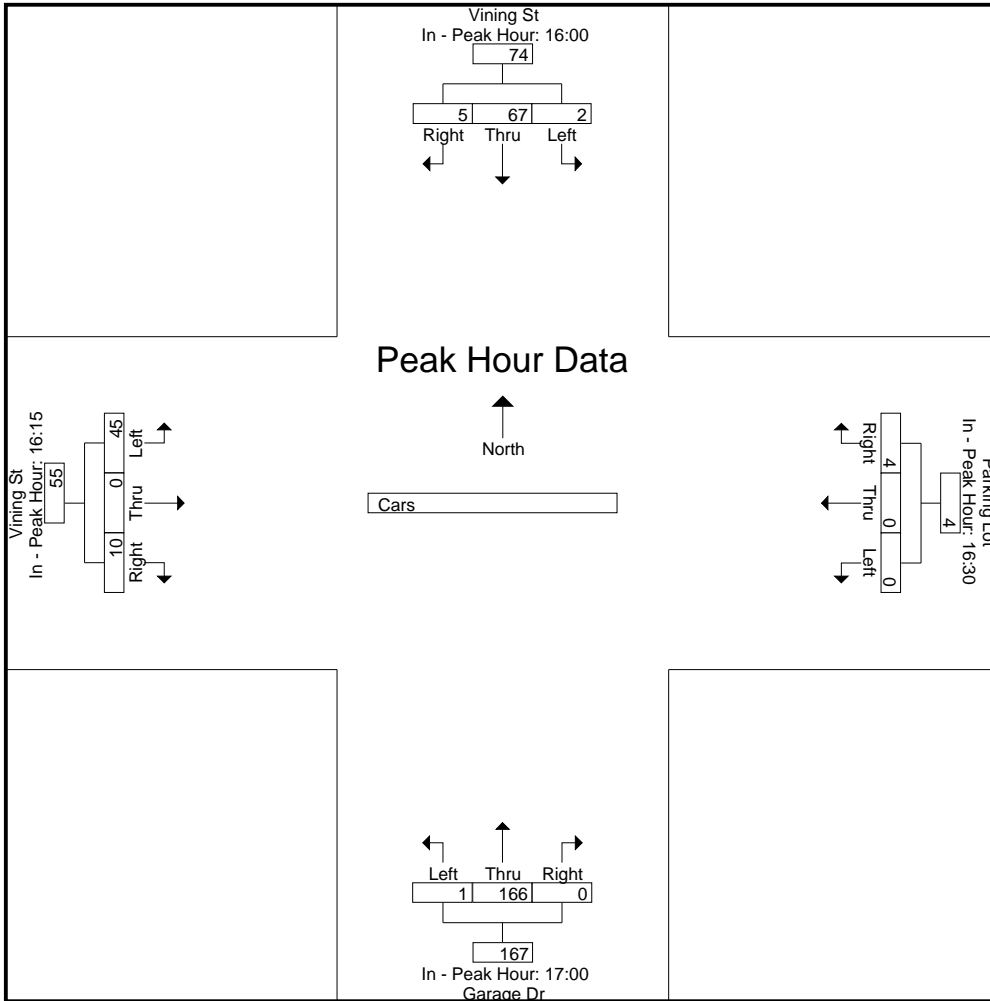 Vining St
In - Peak Hour: 16:00
74
5 67 2
Right Thru Left
Peak Hour Data
North
Cars
Vining St
In - Peak Hour: 16:15
55
45 0 10
Left Thru Right
Parking Lot
In - Peak Hour: 16:30
4
4 0 0
Right Thru Left
Left Thru Right
1 166 0
167
In - Peak Hour: 17:00
Garage Dr